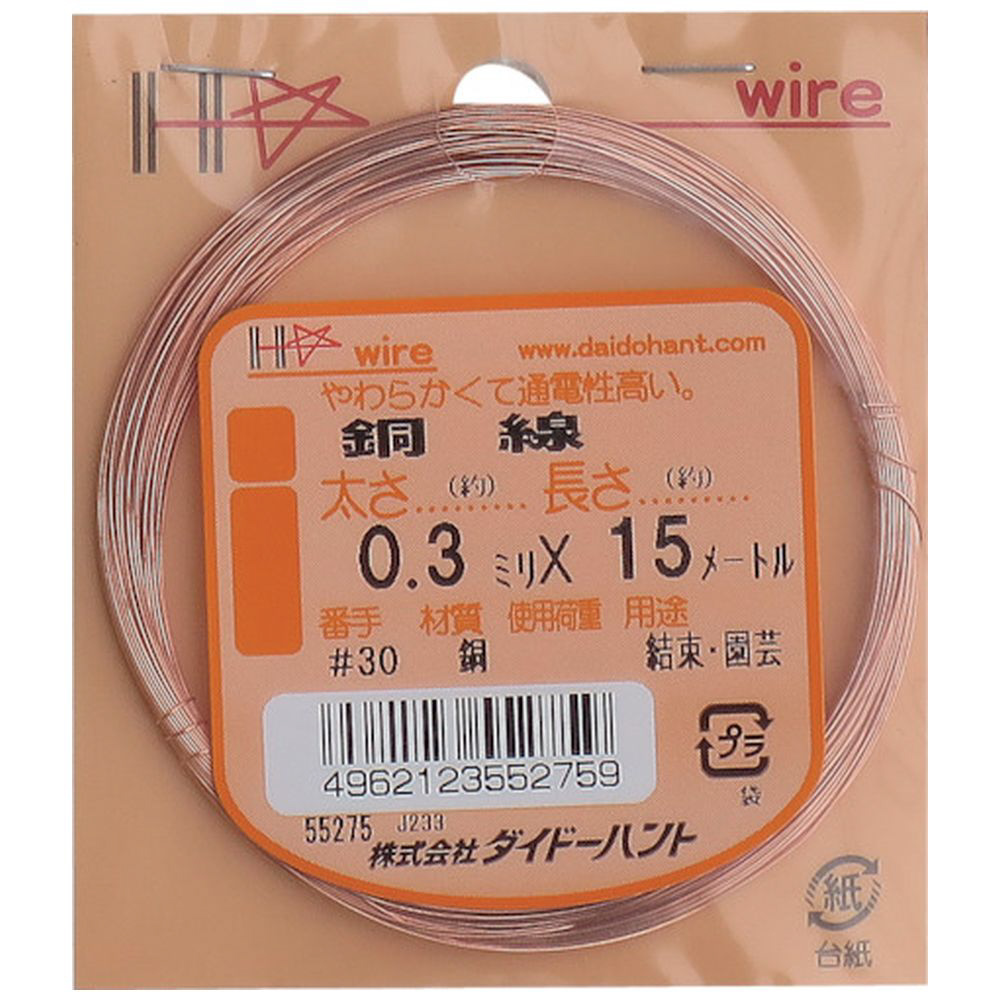 wire
wire www.daidohant.com
やわらかくて通電性高い。
銅 線
太さ(約)......... 長さ(約).........
0.3ミリX 15メートル
番手 材質 使用荷重 用途
#30 銅 結束・園芸
4962123552759
プラ
袋
55275 J233
株式会社ダイドーハント
紙
台紙